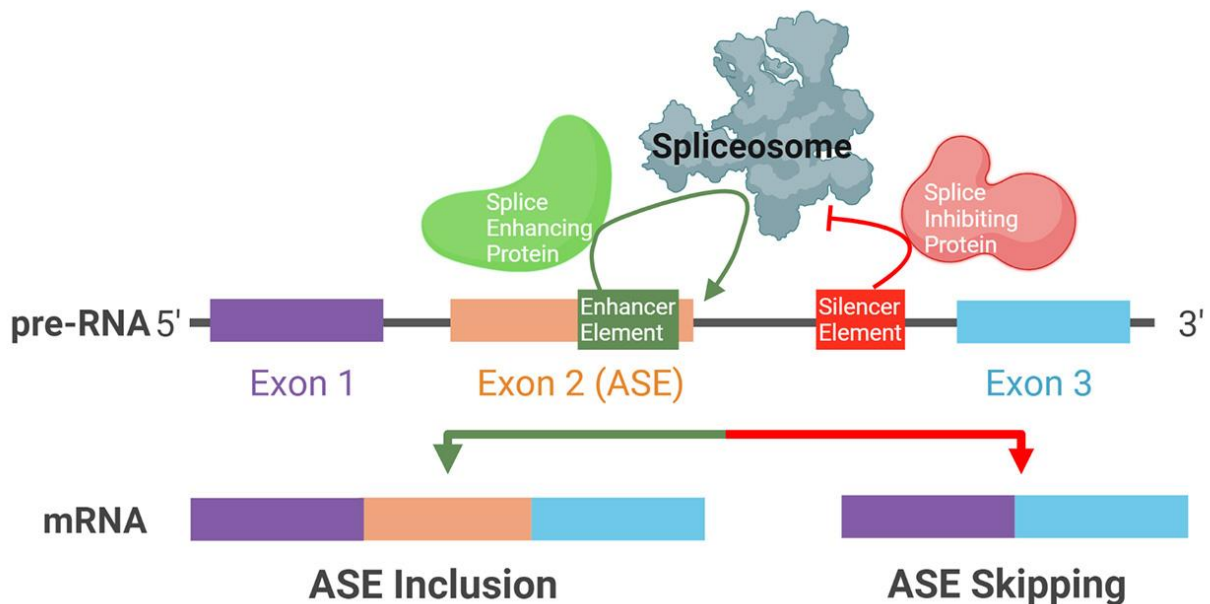 Spliceosome
Splice
Enhancing
Protein
Splice
Inhibiting
Protein
pre-RNA 5'
Enhancer
Element
Silencer
Element
3'
Exon 1
Exon 2 (ASE)
Exon 3
mRNA
ASE Inclusion
ASE Skipping